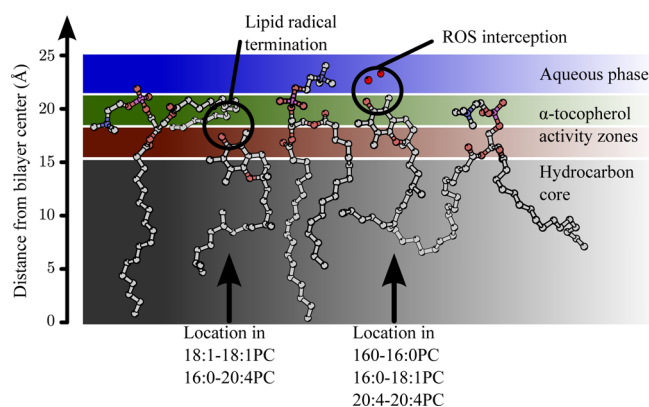 Lipid radical
termination
ROS interception
Distance from bilayer center (Å)
25
20
15
10
5
0
Aqueous phase
α-tocopherol
activity zones
Hydrocarbon
core
Location in
18:1-18:1PC
16:0-20:4PC
Location in
160-16:0PC
16:0-18:1PC
20:4-20:4PC